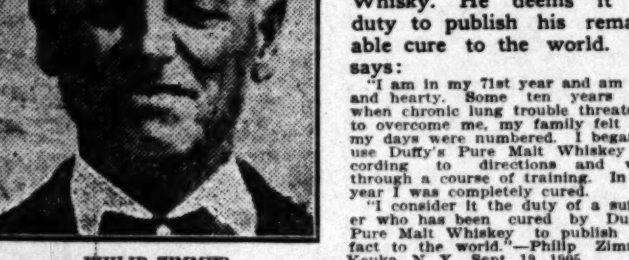 Whisky. He deems it
duty to publish his rema
able cure to the world.
says:
"I am in my 71st year and am
and hearty. Some ten years
when chronic lung trouble threate
to overcome me, my family felt
my days were numbered. I began
use Duffy's Pure Malt Whiskey
cording to directions and w
through a course of training. In
year I was completely cured.
"I consider it the duty of a suf
er who has been cured by Du
Pure Malt Whiskey to publish
fact to the world."—Philip Zimm
Keuka, N. Y., Sept. 19, 1905.
PHILIP ZIMMER